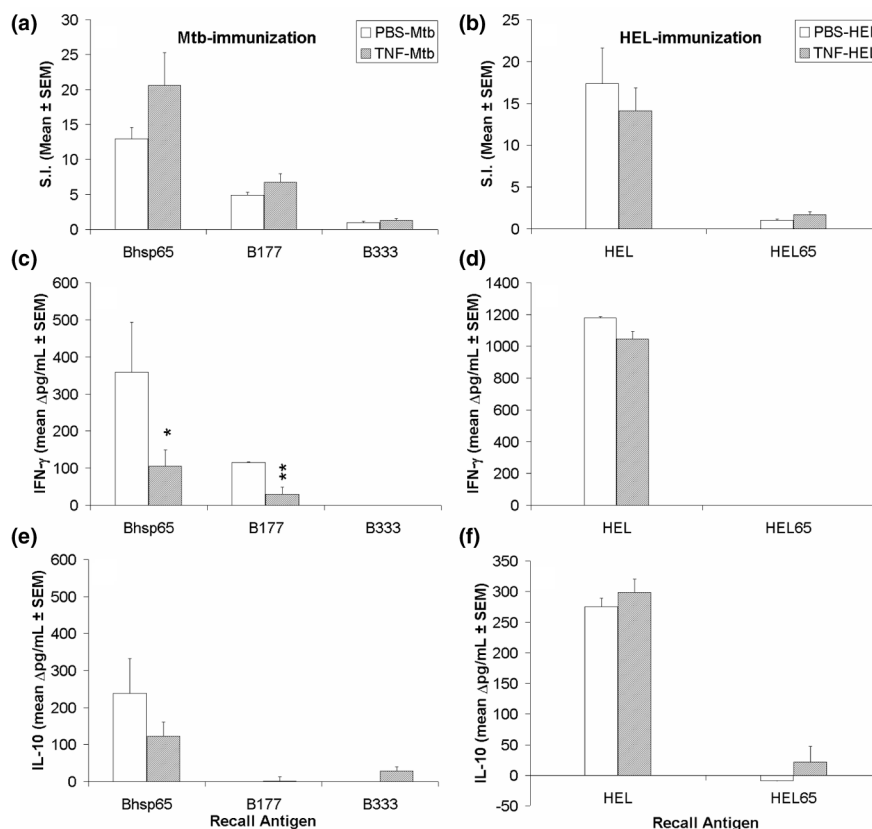 (a)
Mtb-immunization
PBS-Mtb
TNF-Mtb
S.I. (Mean ± SEM)
30
25
20
15
10
5
0
Bhsp65 B177 B333
(b)
HEL-immunization
PBS-HEL
TNF-HEL
S.I. (Mean ± SEM)
25
20
15
10
5
0
HEL HEL65
(c)
IFN-γ (mean Δpg/mL ± SEM)
600
500
400
300
200
100
0
*
**
Bhsp65 B177 B333
(d)
IFN-γ (mean Δpg/mL ± SEM)
1400
1200
1000
800
600
400
200
0
HEL HEL65
(e)
IL-10 (mean Δpg/mL ± SEM)
600
500
400
300
200
100
0
Bhsp65 B177 B333
Recall Antigen
(f)
IL-10 (mean Δpg/mL ± SEM)
350
300
250
200
150
100
50
0
-50
HEL HEL65
Recall Antigen